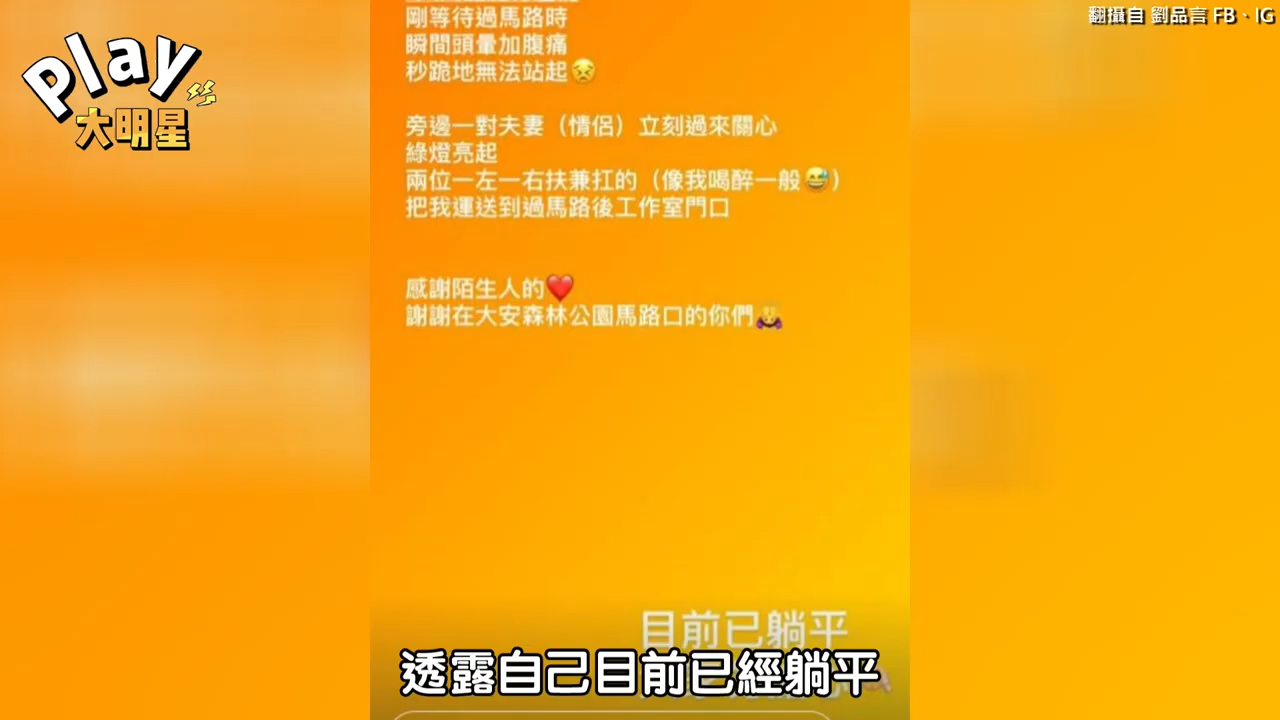 翻攝自 劉品言 FB、IG
Play
大明星
剛等待過馬路時
瞬間頭暈加腹痛
秒跪地無法站起😣
旁邊一對夫妻（情侶）立刻過來關心
綠燈亮起
兩位一左一右扶兼扛的（像我喝醉一般😅）
把我運送到過馬路後工作室門口
感謝陌生人的❤️
謝謝在大安森林公園馬路口的你們🙇‍♀️
目前已躺平
透露自己目前已經躺平